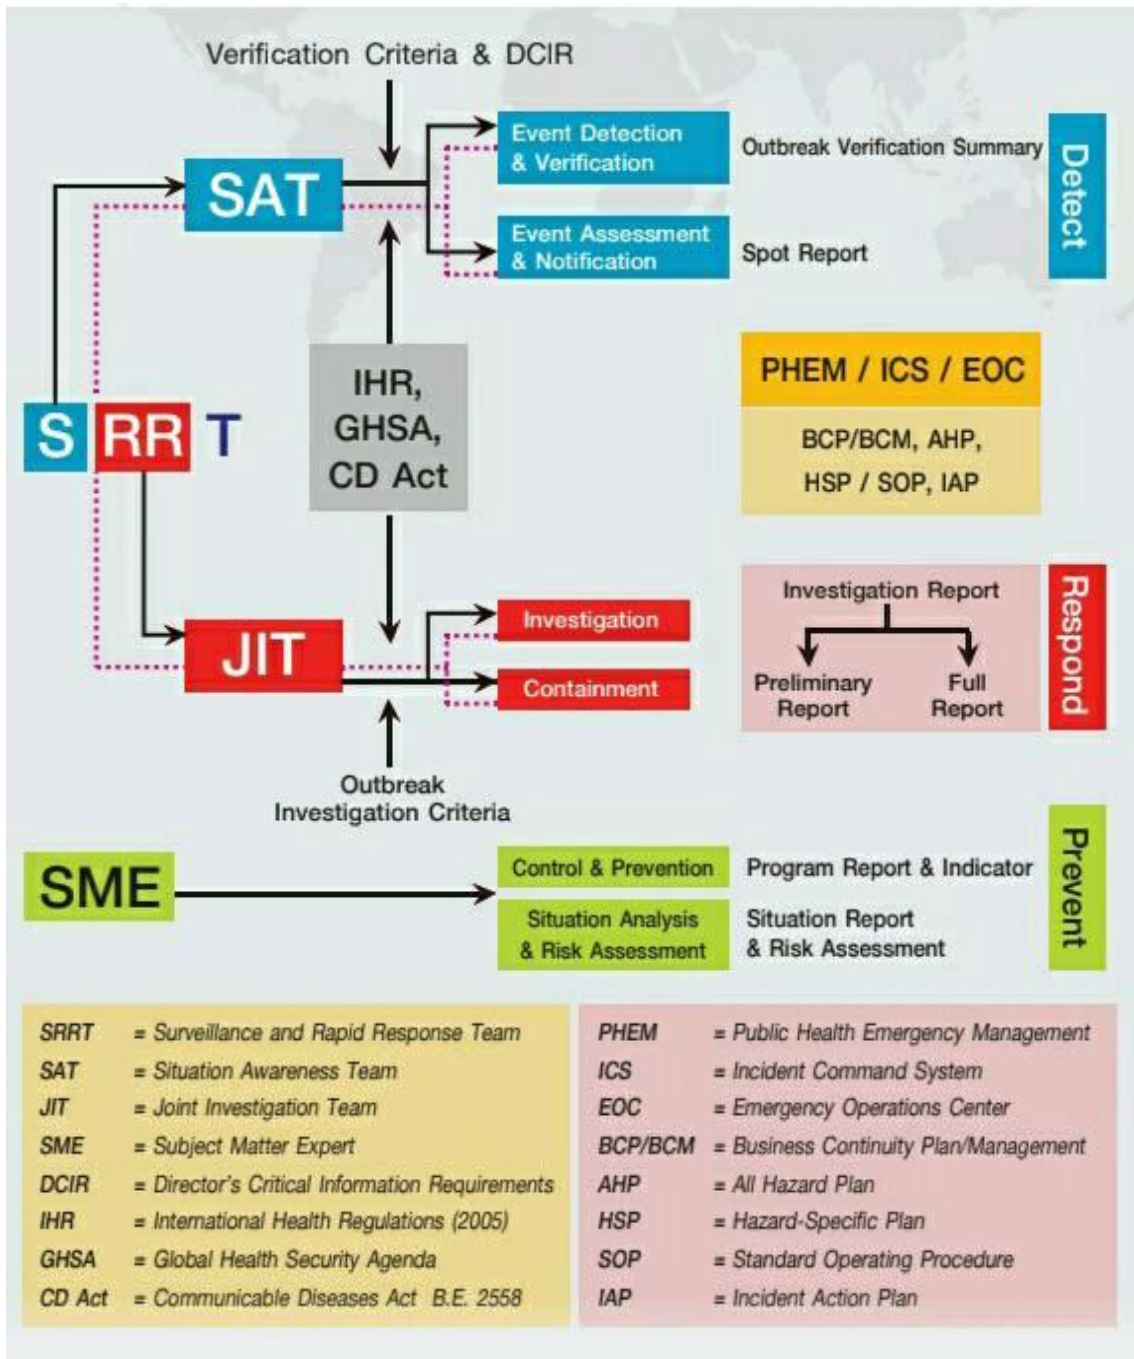 Verification Criteria & DCIR
SAT
Event Detection
& Verification
Outbreak Verification Summary
Event Assessment
& Notification
Spot Report
Detect
IHR,
GHSA,
CD Act
S RR T
PHEM / ICS / EOC
BCP/BCM, AHP,
HSP / SOP, IAP
JIT
Investigation
Containment
Investigation Report
Preliminary
Report
Full
Report
Respond
Outbreak
Investigation Criteria
SME
Control & Prevention
Program Report & Indicator
Situation Analysis
& Risk Assessment
Situation Report
& Risk Assessment
Prevent
SRRT = Surveillance and Rapid Response Team
SAT = Situation Awareness Team
JIT = Joint Investigation Team
SME = Subject Matter Expert
DCIR = Director's Critical Information Requirements
IHR = International Health Regulations (2005)
GHSA = Global Health Security Agenda
CD Act = Communicable Diseases Act B.E. 2558
PHEM = Public Health Emergency Management
ICS = Incident Command System
EOC = Emergency Operations Center
BCP/BCM = Business Continuity Plan/Management
AHP = All Hazard Plan
HSP = Hazard-Specific Plan
SOP = Standard Operating Procedure
IAP = Incident Action Plan